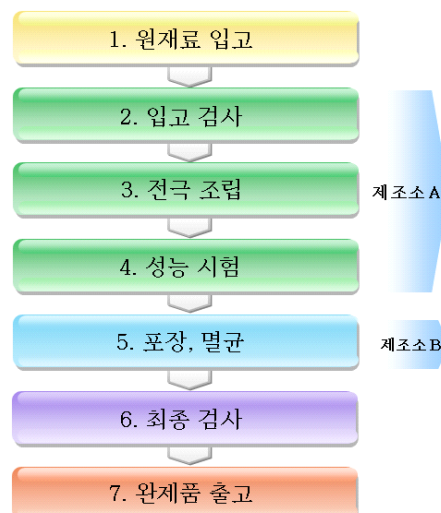 1. 원재료 입고
2. 입고 검사
3. 전극 조립
제조소 A
4. 성능 시험
5. 포장, 멸균
제조소 B
6. 최종 검사
7. 완제품 출고